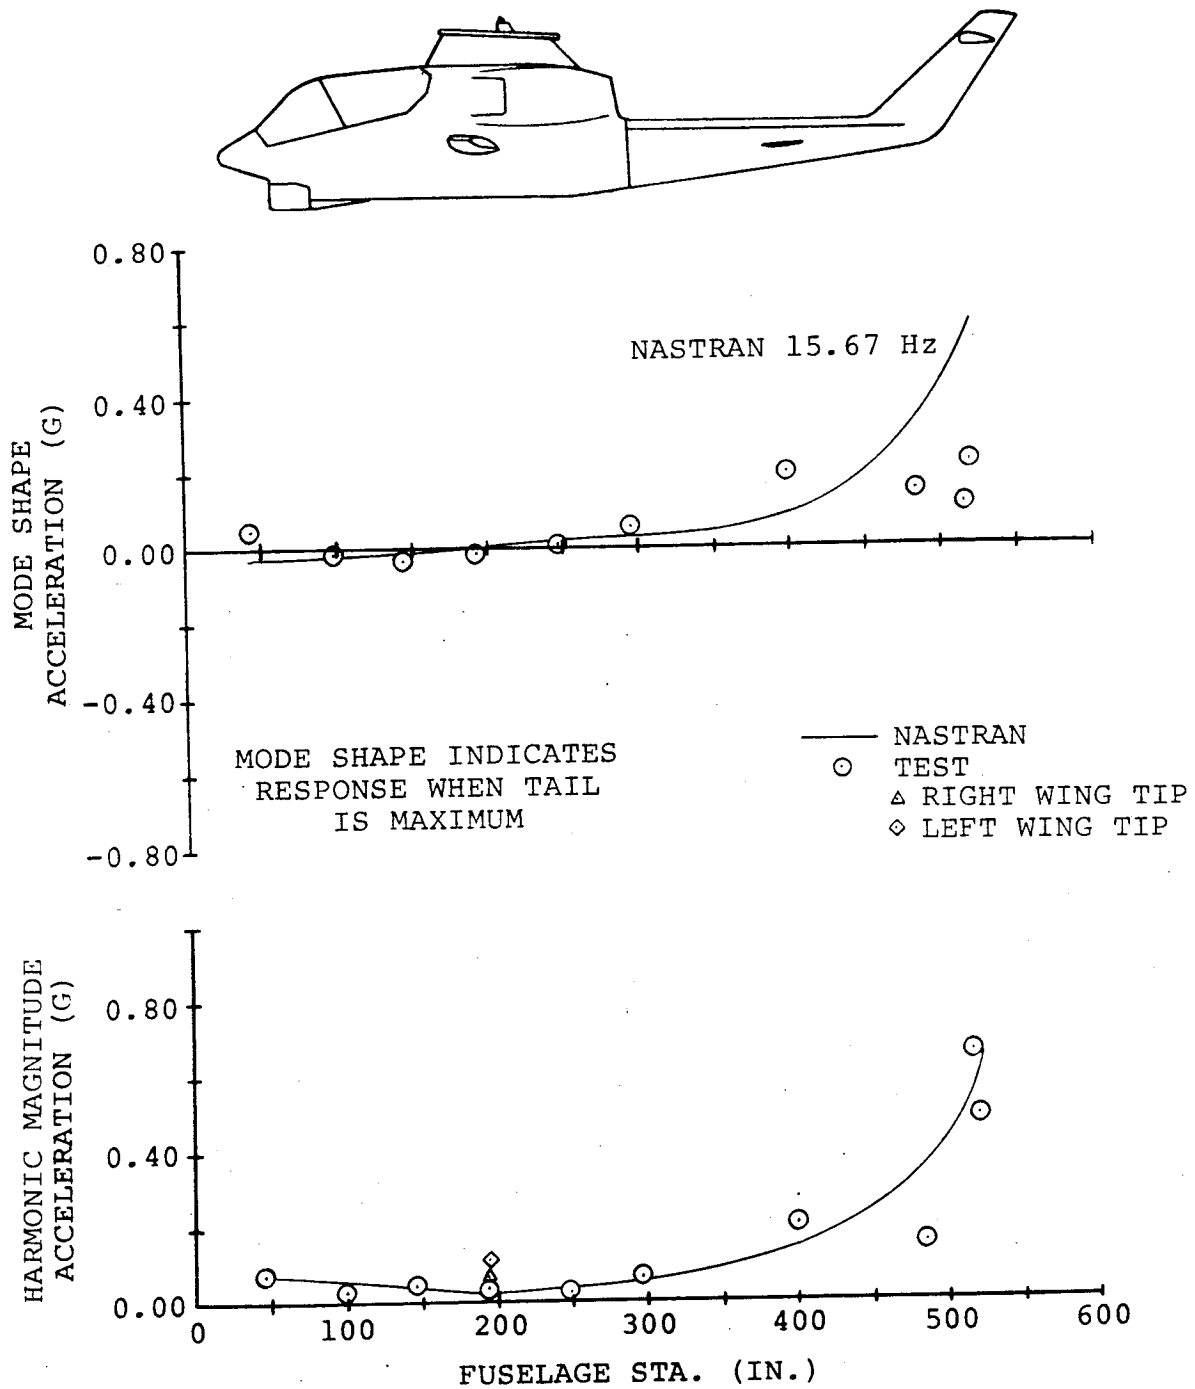 0.80
0.40
0.00
-0.40
-0.80
MODE SHAPE
ACCELERATION (G)
NASTRAN 15.67 Hz
MODE SHAPE INDICATES
RESPONSE WHEN TAIL
IS MAXIMUM
NASTRAN
TEST
RIGHT WING TIP
LEFT WING TIP
0.80
0.40
0.00
HARMONIC MAGNITUDE
ACCELERATION (G)
0 100 200 300 400 500 600
FUSELAGE STA. (IN.)